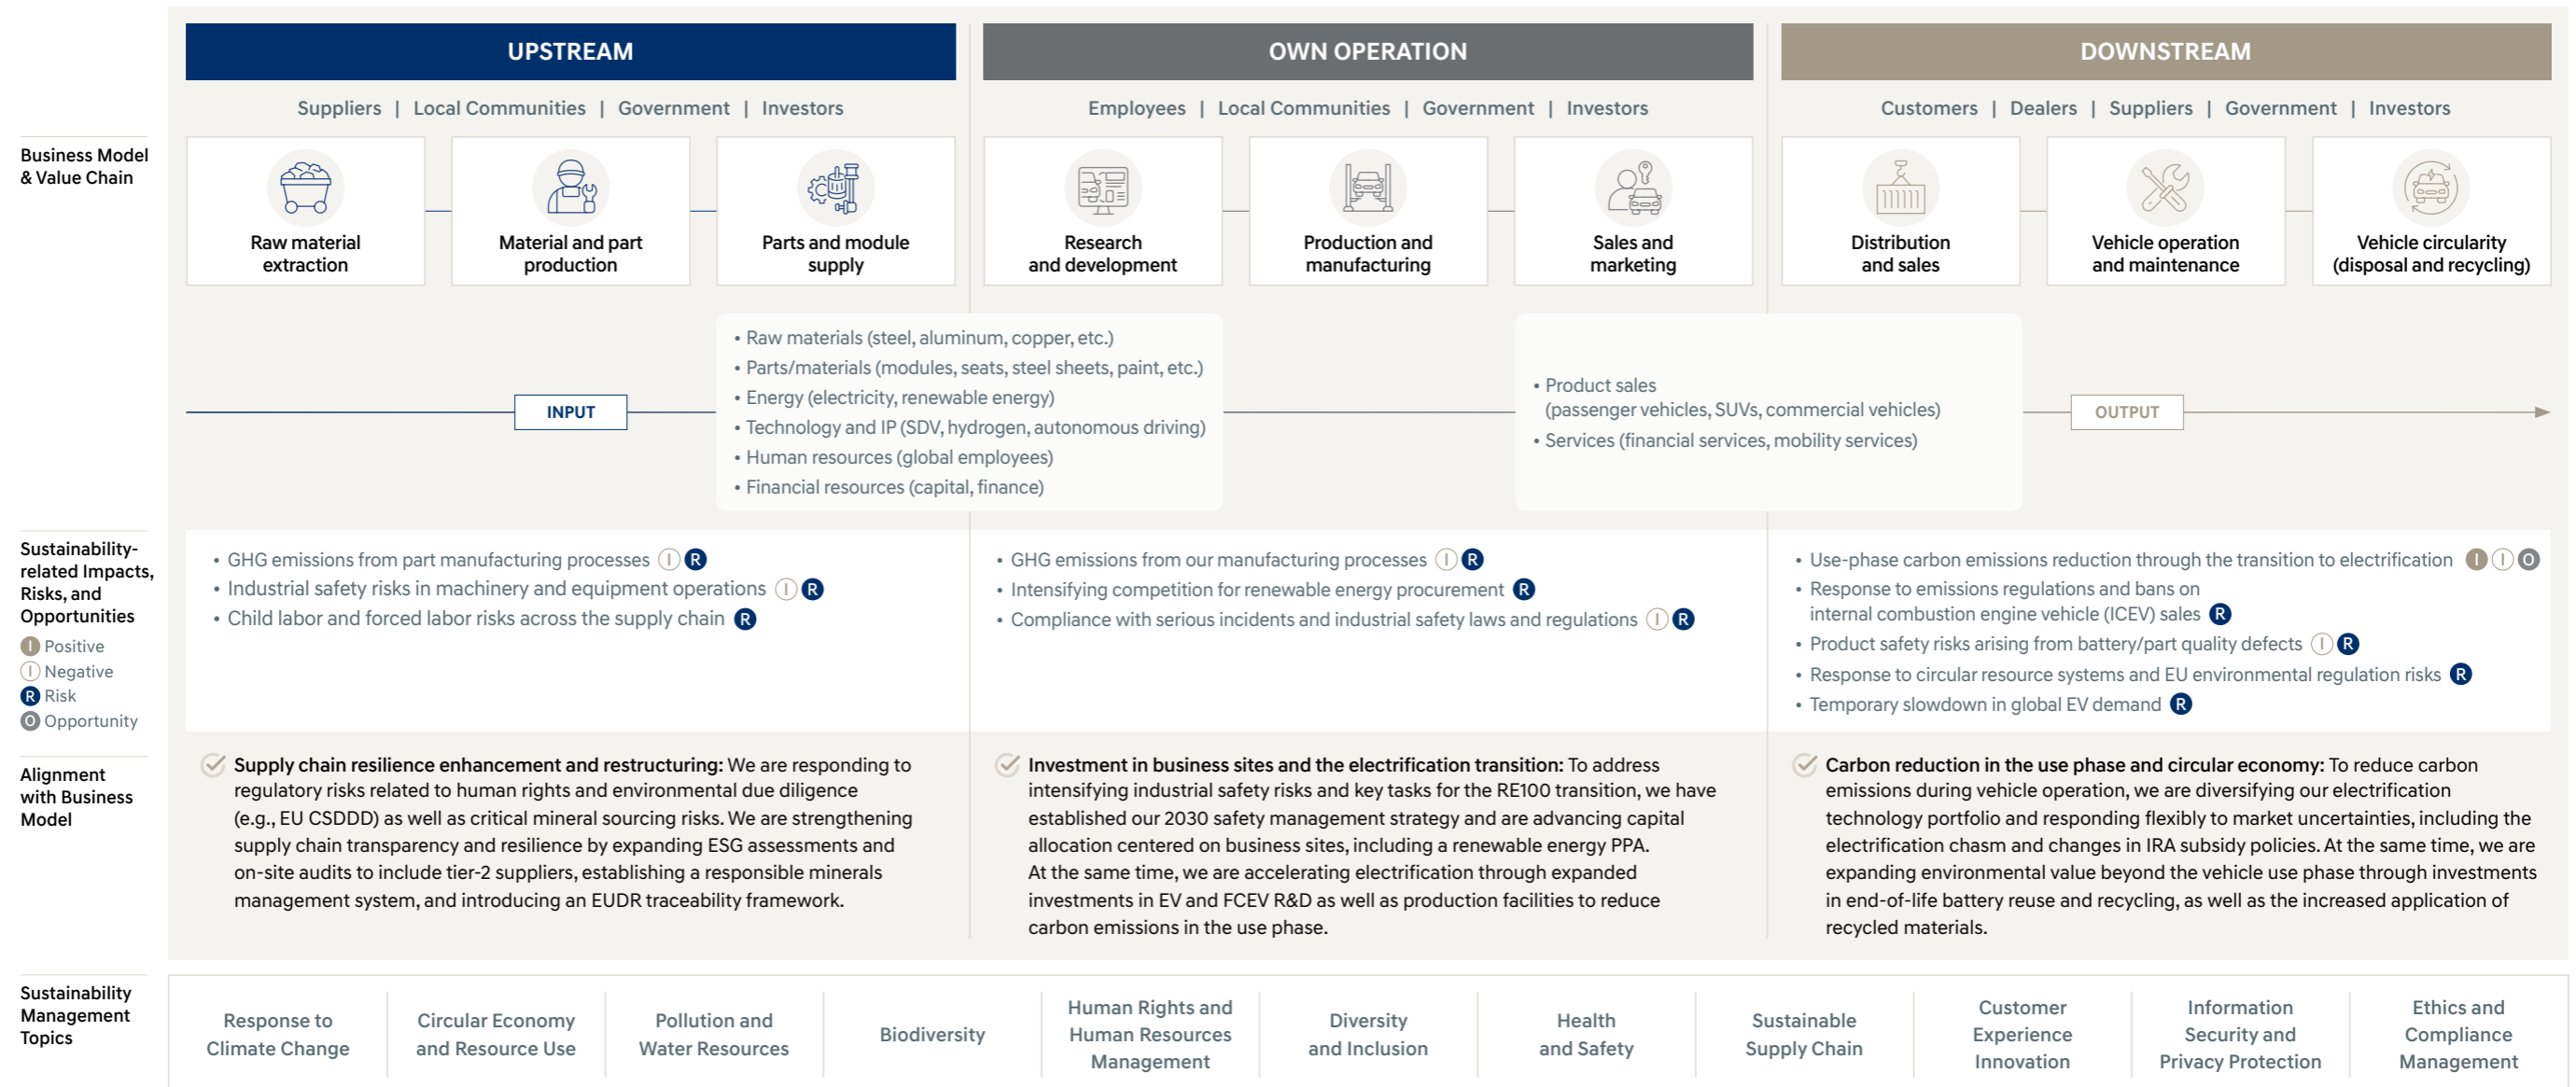 UPSTREAM
OWN OPERATION
DOWNSTREAM
Suppliers | Local Communities | Government | Investors
Employees | Local Communities | Government | Investors
Customers | Dealers | Suppliers | Government | Investors
Business Model
& Value Chain
Raw material
extraction
Material and part
production
Parts and module
supply
Research
and development
Production and
manufacturing
Sales and
marketing
Distribution
and sales
Vehicle operation
and maintenance
Vehicle circularity
(disposal and recycling)
INPUT
• Raw materials (steel, aluminum, copper, etc.)
• Parts/materials (modules, seats, steel sheets, paint, etc.)
• Energy (electricity, renewable energy)
• Technology and IP (SDV, hydrogen, autonomous driving)
• Human resources (global employees)
• Financial resources (capital, finance)
• Product sales
(passenger vehicles, SUVs, commercial vehicles)
• Services (financial services, mobility services)
OUTPUT
Sustainability-
related Impacts,
Risks, and
Opportunities
I Positive
I Negative
R Risk
O Opportunity
• GHG emissions from part manufacturing processes I R
• Industrial safety risks in machinery and equipment operations I R
• Child labor and forced labor risks across the supply chain R
• GHG emissions from our manufacturing processes I R
• Intensifying competition for renewable energy procurement R
• Compliance with serious incidents and industrial safety laws and regulations I R
• Use-phase carbon emissions reduction through the transition to electrification I I O
• Response to emissions regulations and bans on
internal combustion engine vehicle (ICEV) sales R
• Product safety risks arising from battery/part quality defects I R
• Response to circular resource systems and EU environmental regulation risks R
• Temporary slowdown in global EV demand R
Alignment
with Business
Model
Supply chain resilience enhancement and restructuring: We are responding to
regulatory risks related to human rights and environmental due diligence
(e.g., EU CSDDD) as well as critical mineral sourcing risks. We are strengthening
supply chain transparency and resilience by expanding ESG assessments and
on-site audits to include tier-2 suppliers, establishing a responsible minerals
management system, and introducing an EUDR traceability framework.
Investment in business sites and the electrification transition: To address
intensifying industrial safety risks and key tasks for the RE100 transition, we have
established our 2030 safety management strategy and are advancing capital
allocation centered on business sites, including a renewable energy PPA.
At the same time, we are accelerating electrification through expanded
investments in EV and FCEV R&D as well as production facilities to reduce
carbon emissions in the use phase.
Carbon reduction in the use phase and circular economy: To reduce carbon
emissions during vehicle operation, we are diversifying our electrification
technology portfolio and responding flexibly to market uncertainties, including the
electrification chasm and changes in IRA subsidy policies. At the same time, we are
expanding environmental value beyond the vehicle use phase through investments
in end-of-life battery reuse and recycling, as well as the increased application of
recycled materials.
Sustainability
Management
Topics
Response to
Climate Change
Circular Economy
and Resource Use
Pollution and
Water Resources
Biodiversity
Human Rights and
Human Resources
Management
Diversity
and Inclusion
Health
and Safety
Sustainable
Supply Chain
Customer
Experience
Innovation
Information
Security and
Privacy Protection
Ethics and
Compliance
Management